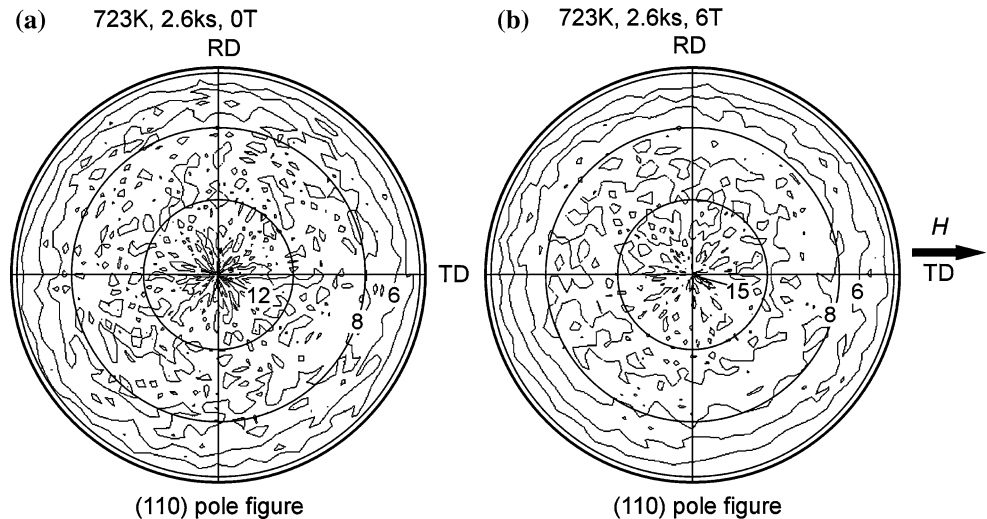 (a) 723K, 2.6ks, 0T
RD
TD
12
6
8
(110) pole figure
(b) 723K, 2.6ks, 6T
RD
H
TD
15
6
8
(110) pole figure